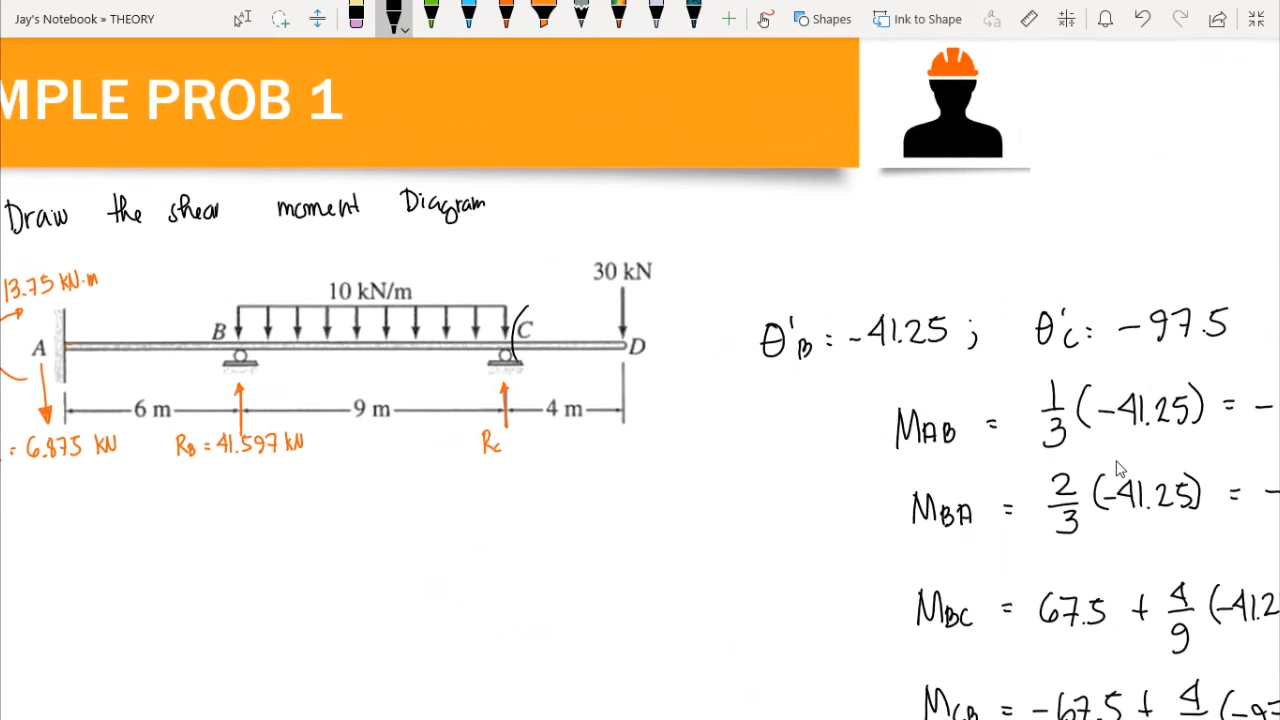 Jay's Notebook » THEORY
Shapes
Ink to Shape
MPLE PROB 1
Draw the shear moment Diagram
13.75 kN·m
30 kN
10 kN/m
A
B
C
D
6 m
9 m
4 m
= 6.875 kN
RB = 41.597 kN
Rc
θ'B = -41.25 ; θ'C = -97.5
MAB = 1/3 (-41.25) = -
MBA = 2/3 (-41.25) = -
MBC = 67.5 + 4/9 (-41.2
MCB = -67.5 + 4 (-97